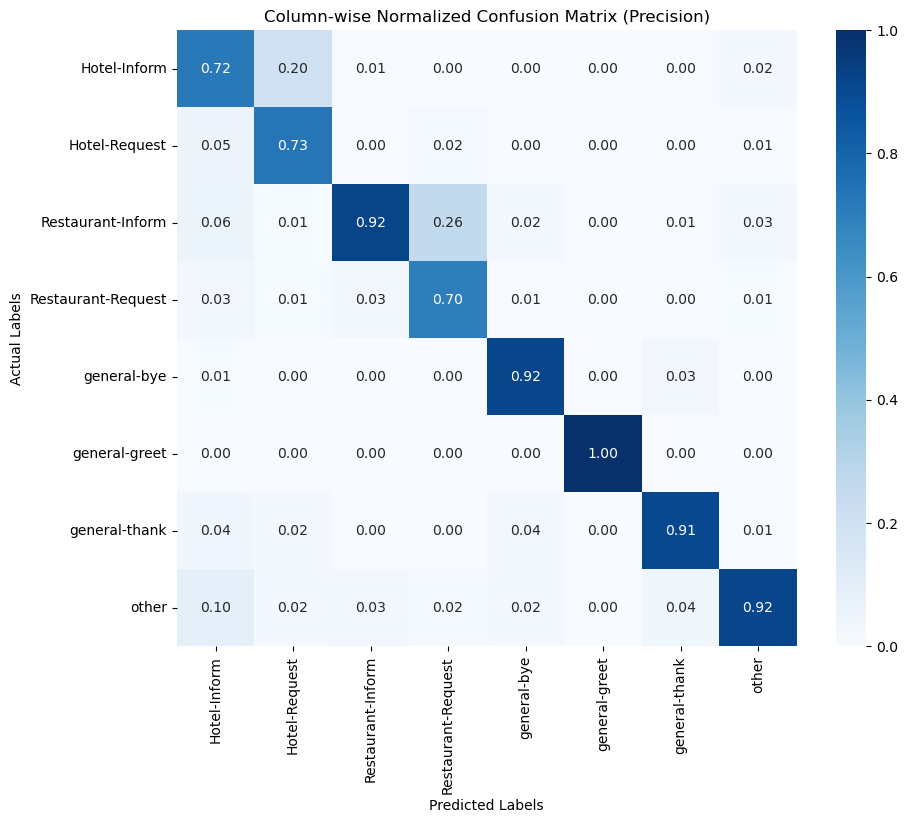 Column-wise Normalized Confusion Matrix (Precision)
Hotel-Inform 0.72 0.20 0.01 0.00 0.00 0.00 0.00 0.02
Hotel-Request 0.05 0.73 0.00 0.02 0.00 0.00 0.00 0.01
Restaurant-Inform 0.06 0.01 0.92 0.26 0.02 0.00 0.01 0.03
Restaurant-Request 0.03 0.01 0.03 0.70 0.01 0.00 0.00 0.01
general-bye 0.01 0.00 0.00 0.00 0.92 0.00 0.03 0.00
general-greet 0.00 0.00 0.00 0.00 0.00 1.00 0.00 0.00
general-thank 0.04 0.02 0.00 0.00 0.04 0.00 0.91 0.01
other 0.10 0.02 0.03 0.02 0.02 0.00 0.04 0.92
Actual Labels
Hotel-Inform
Hotel-Request
Restaurant-Inform
Restaurant-Request
general-bye
general-greet
general-thank
other
Predicted Labels
1.0
0.8
0.6
0.4
0.2
0.0